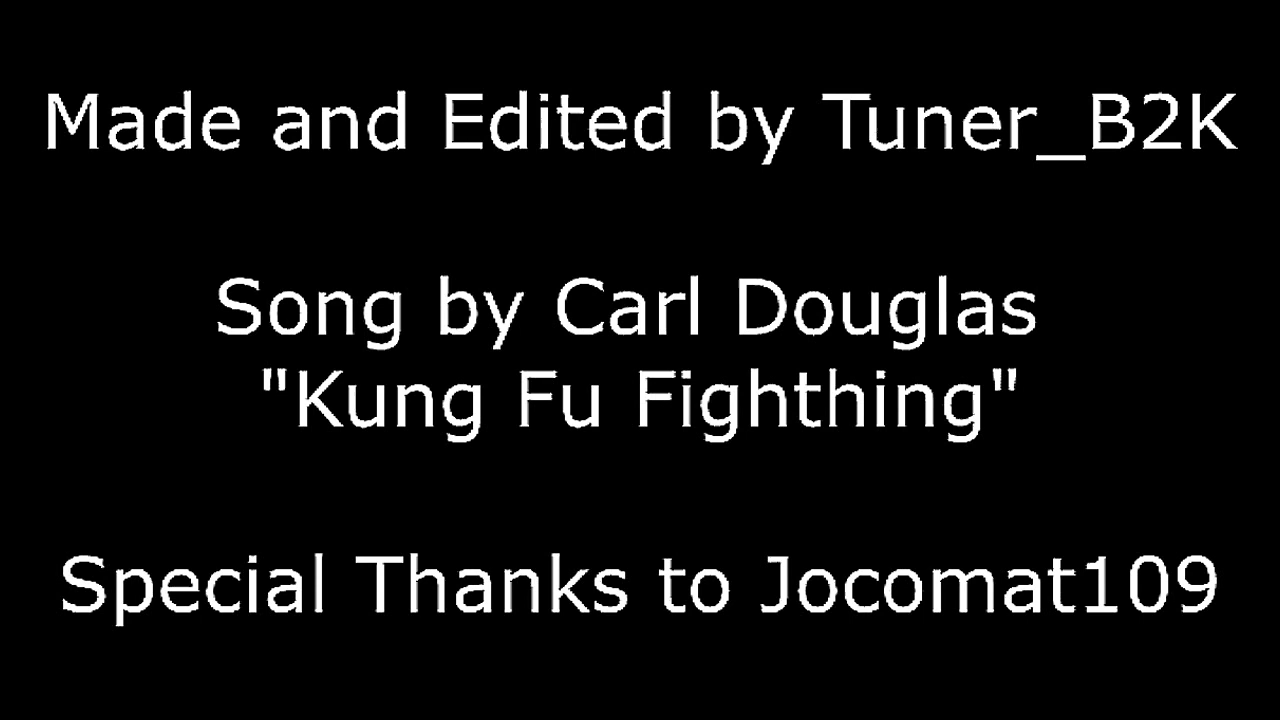 Made and Edited by Tuner_B2K
Song by Carl Douglas
"Kung Fu Fighthing"
Special Thanks to Jocomat109